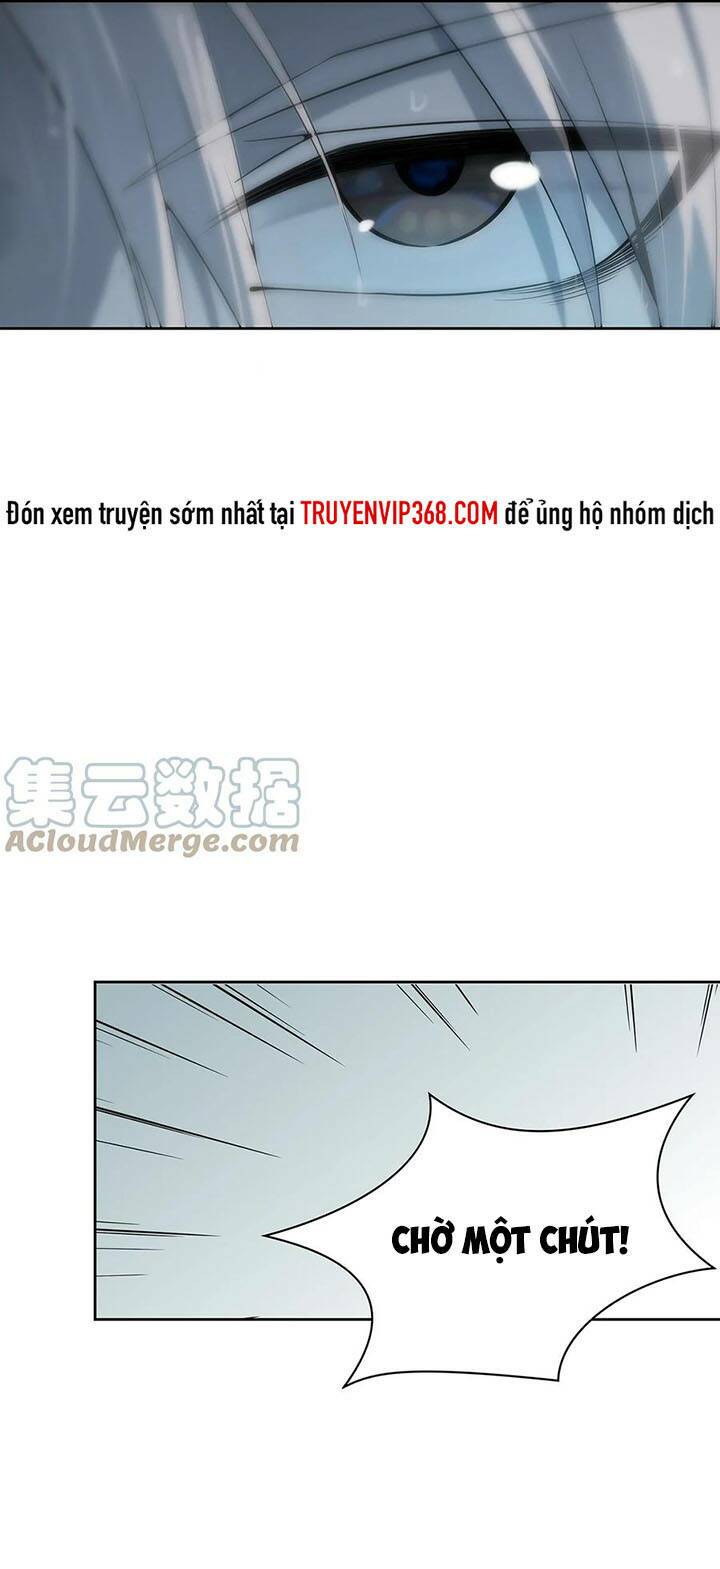 Đón xem truyện sớm nhất tại TRUYENVIP368.COM để ủng hộ nhóm dịch
集云数据
AcloudMerge.com
CHỜ MỘT CHÚT!